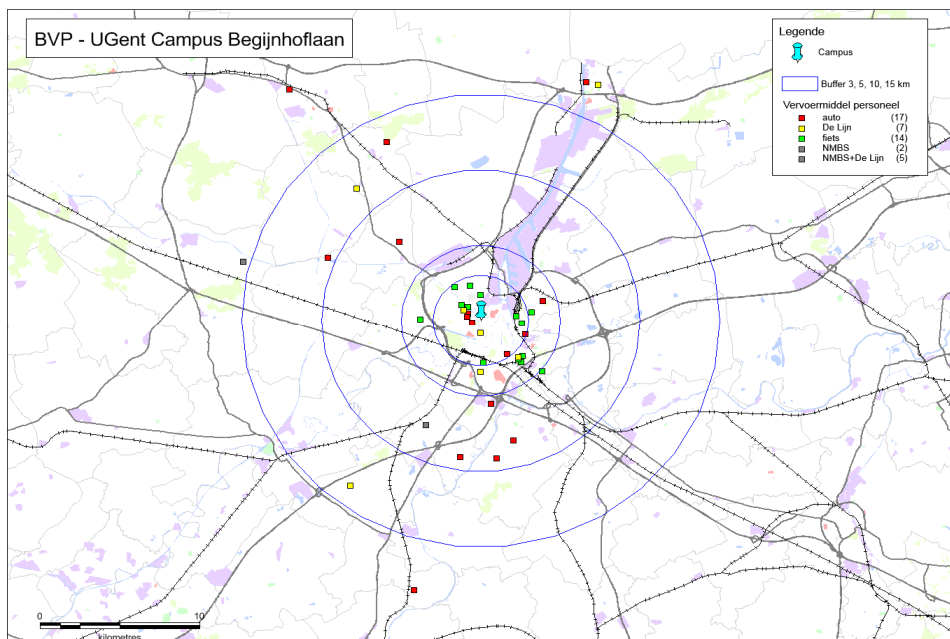 BVP - UGent Campus Begijnhoflaan
Legende
Campus
Buffer 3, 5, 10, 15 km
Vervoermiddel personeel
auto (17)
De Lijn (7)
fiets (14)
NMBS (2)
NMBS+De Lijn (5)
0 10
kilometres